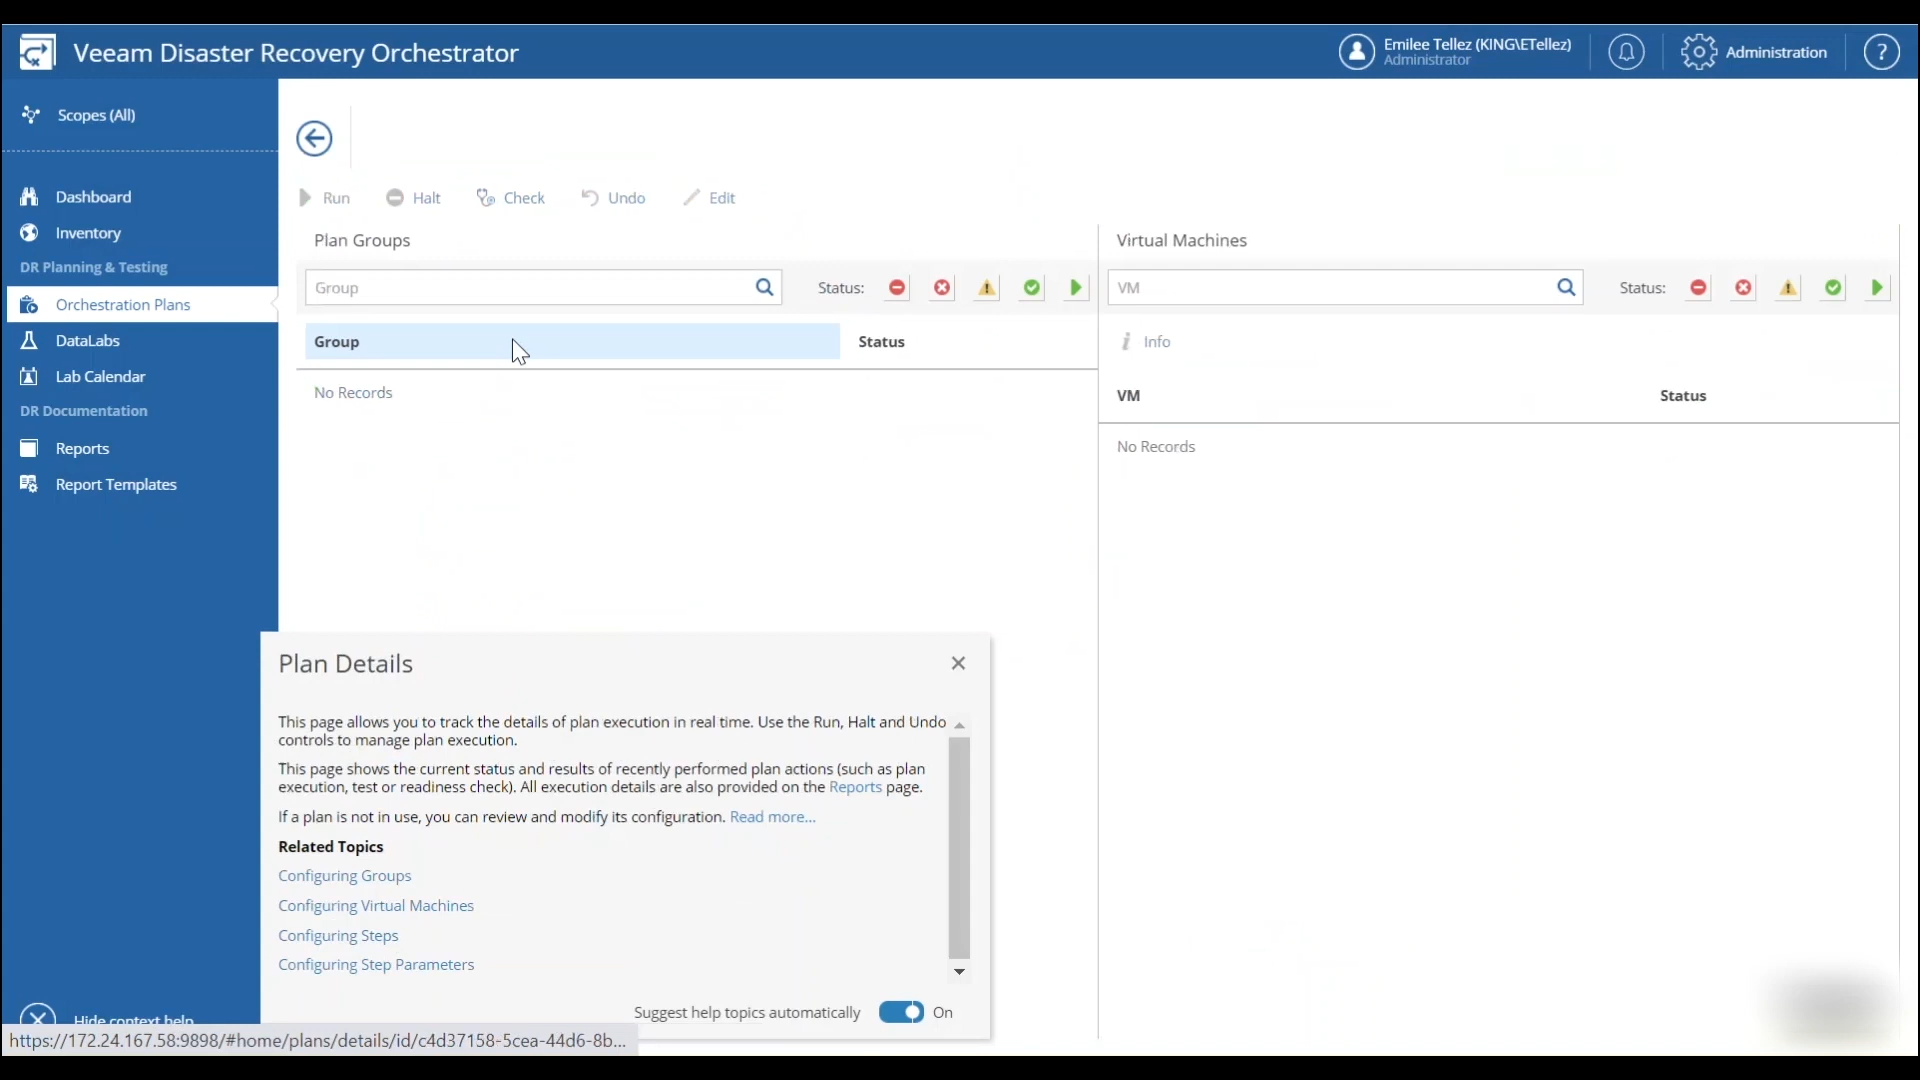 Veeam Disaster Recovery Orchestrator
Emilee Tellez (KING\ETellez)
Administrator
Administration
?
Scopes (All)
Dashboard
Inventory
DR Planning & Testing
Orchestration Plans
DataLabs
Lab Calendar
DR Documentation
Reports
Report Templates
Hide context help
Run Halt Check Undo Edit
Plan Groups
Group
Status:
Group Status
No Records
Virtual Machines
VM
Status:
Info
VM Status
No Records
Plan Details
This page allows you to track the details of plan execution in real time. Use the Run, Halt and Undo
controls to manage plan execution.
This page shows the current status and results of recently performed plan actions (such as plan
execution, test or readiness check). All execution details are also provided on the Reports page.
If a plan is not in use, you can review and modify its configuration. Read more...
Related Topics
Configuring Groups
Configuring Virtual Machines
Configuring Steps
Configuring Step Parameters
Suggest help topics automatically On
https://172.24.167.58:9898/#home/plans/details/id/c4d37158-5cea-44d6-8b...